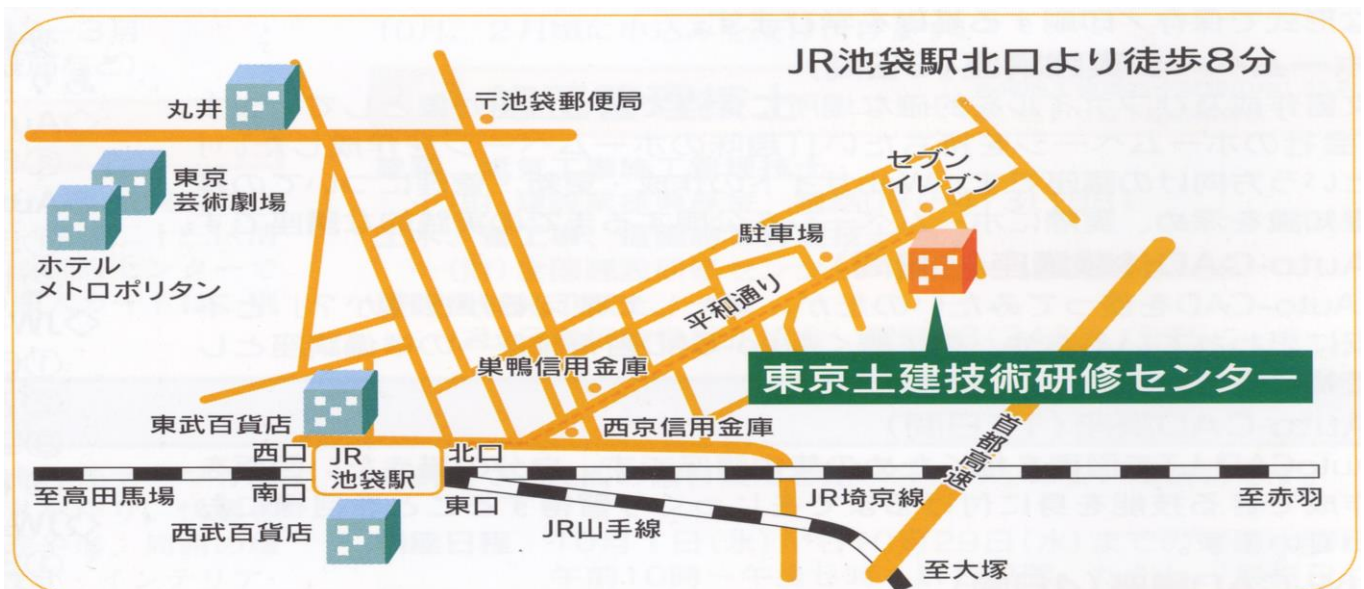 JR池袋駅北口より徒歩8分
丸井
〒池袋郵便局
東京
芸術劇場
セブン
イレブン
駐車場
ホテル
メトロポリタン
平和通り
巣鴨信用金庫
東京土建技術研修センター
東武百貨店
西京信用金庫
西口
JR
池袋駅
北口
首都高速
至高田馬場
南口
東口
JR埼京線
至赤羽
西武百貨店
JR山手線
至大塚